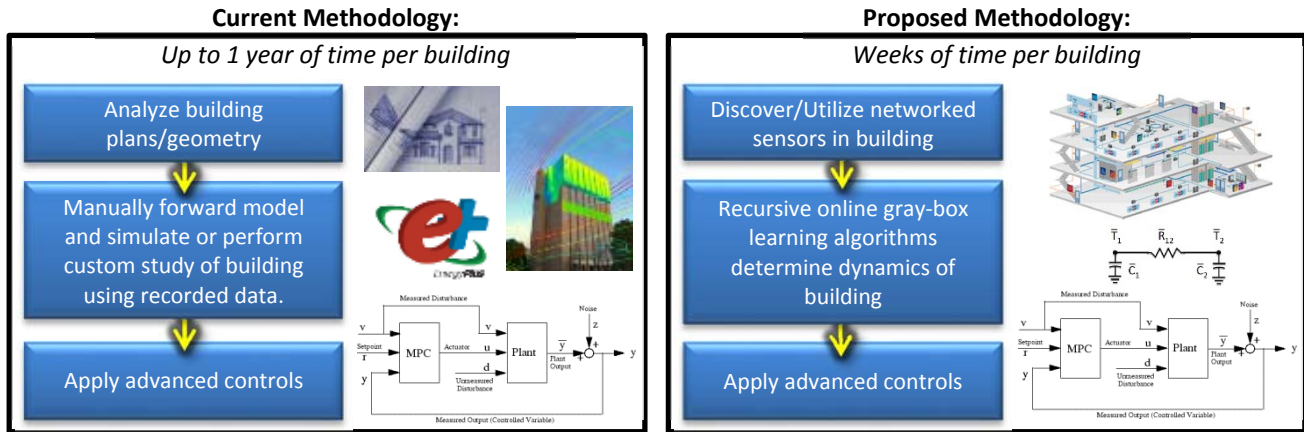 Current Methodology:
Up to 1 year of time per building
Analyze building
plans/geometry
Manually forward model
and simulate or perform
custom study of building
using recorded data.
Apply advanced controls
et
EnergyPlus
Measured Disturbance
Noise
v
v
z
Setpoint
r
MPC
Actuator
u
Plant
y̅
+
+
y
Plant
Output
y
d
Unmeasured
Disturbance
Measured Output (Controlled Variable)
Proposed Methodology:
Weeks of time per building
Discover/Utilize networked
sensors in building
Recursive online gray-box
learning algorithms
determine dynamics of
building
Apply advanced controls
T̅₁ R̅₁₂ T̅₂
C̅₁ C̅₂
Measured Disturbance
Noise
v
v
z
Setpoint
r
MPC
Actuator
u
Plant
y̅
+
+
y
Plant
Output
y
d
Unmeasured
Disturbance
Measured Output (Controlled Variable)